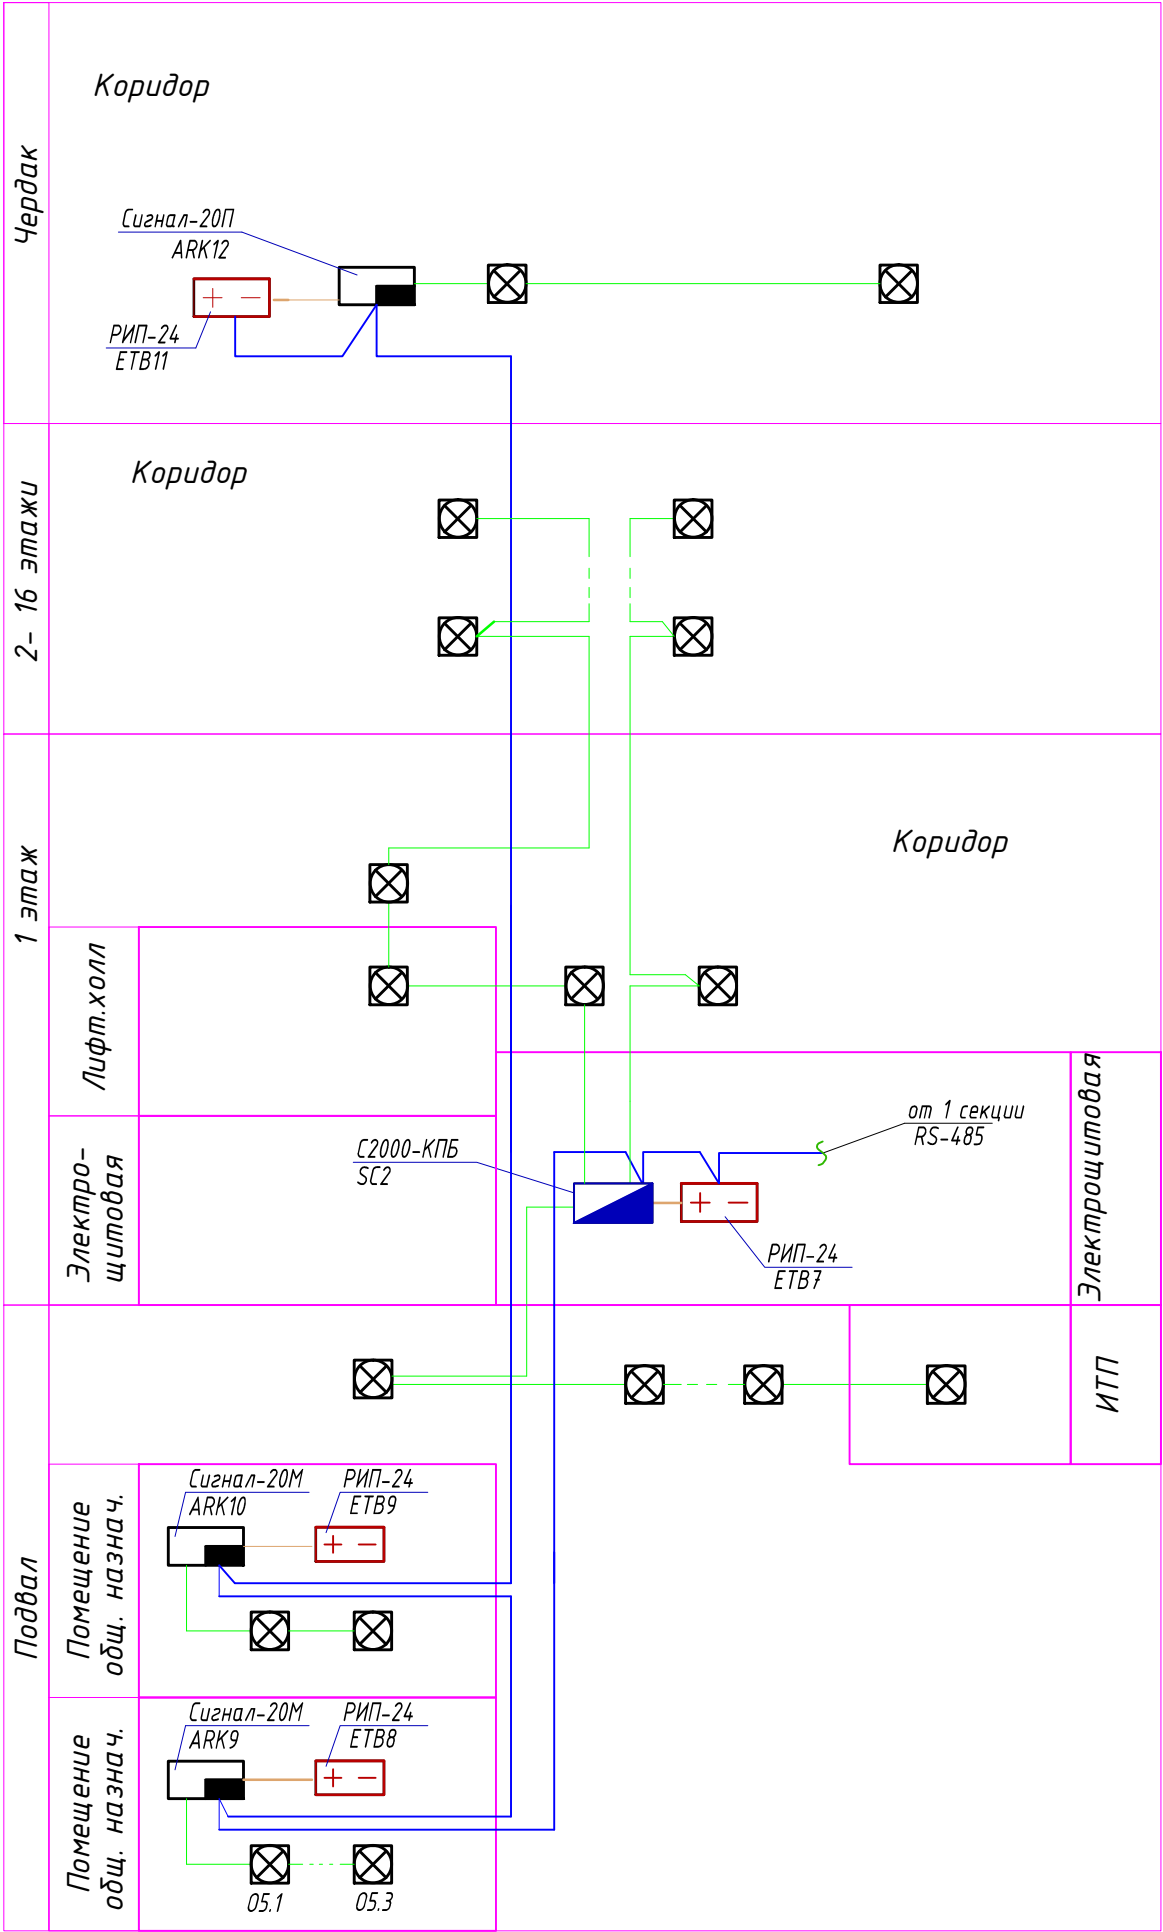 Чердак
Коридор
Сигнал-20П
ARK12
РИП-24
ETB11
2- 16 этажи
Коридор
1 этаж
Коридор
Лифт.холл
Электро-
щитовая
С2000-КПБ
SC2
от 1 секции
RS-485
РИП-24
ETB7
Электрощитовая
ИТП
Подвал
Помещение
общ. назнач.
Сигнал-20М
ARK10
РИП-24
ETB9
Помещение
общ. назнач.
Сигнал-20М
ARK9
РИП-24
ETB8
05.1
05.3